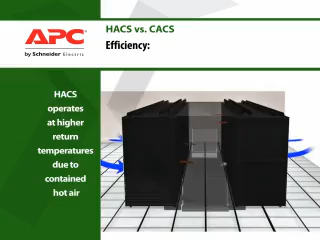 APC
by Schneider Electric
HACS vs. CACS
Efficiency:
HACS
operates
at higher
return
temperatures
due to
contained
hot air